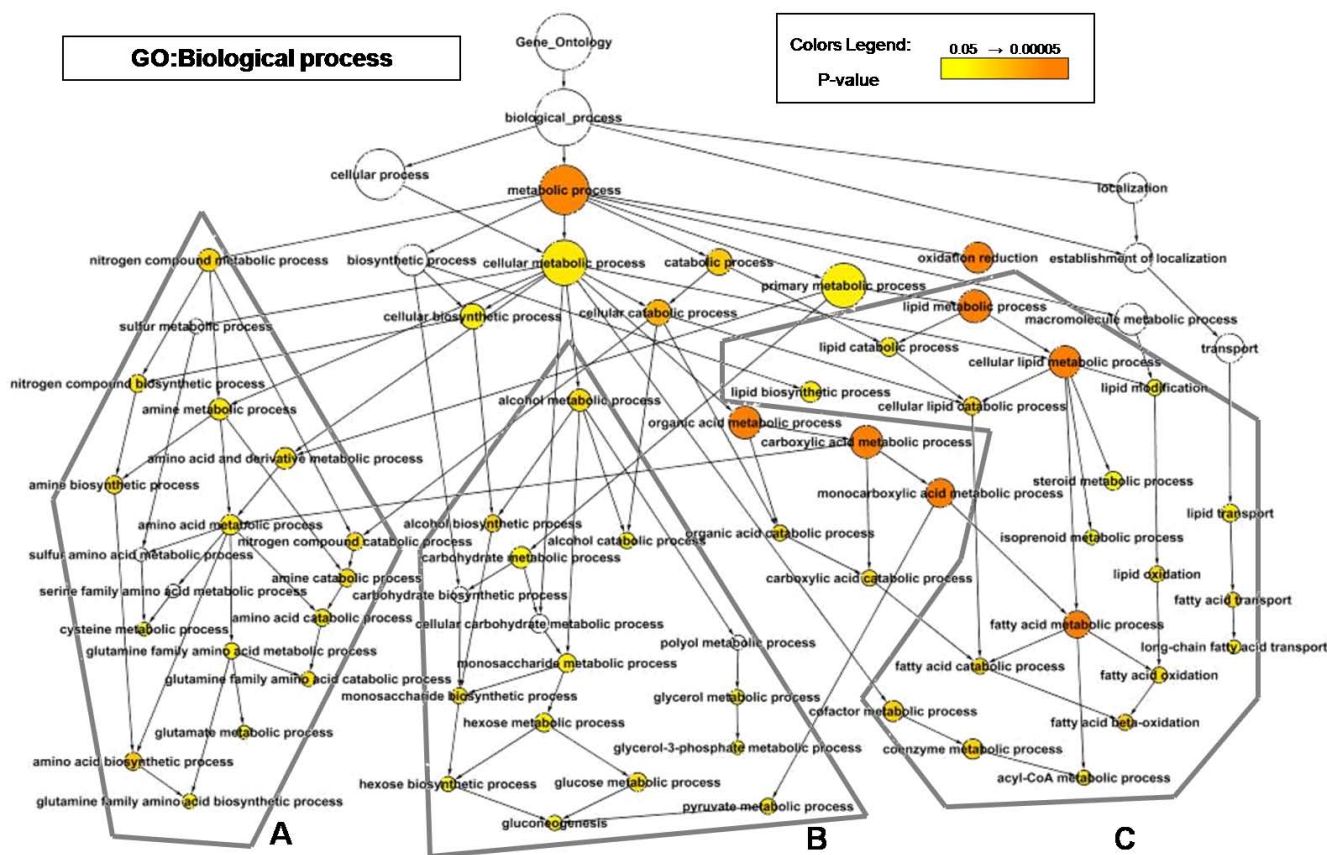 GO:Biological process
Colors Legend:
0.05 → 0.00005
P-value
Gene_Ontology
biological_process
cellular process
metabolic process
localization
nitrogen compound metabolic process
biosynthetic process
cellular metabolic process
catabolic process
oxidation reduction
establishment of localization
primary metabolic process
sulfur metabolic process
cellular biosynthetic process
cellular catabolic process
lipid metabolic process
macromolecule metabolic process
lipid catabolic process
transport
cellular lipid metabolic process
nitrogen compound biosynthetic process
lipid biosynthetic process
lipid modification
amine metabolic process
alcohol metabolic process
cellular lipid catabolic process
organic acid metabolic process
carboxylic acid metabolic process
amino acid and derivative metabolic process
amine biosynthetic process
steroid metabolic process
monocarboxylic acid metabolic process
lipid transport
amino acid metabolic process
alcohol biosynthetic process
nitrogen compound catabolic process
alcohol catabolic process
organic acid catabolic process
isoprenoid metabolic process
sulfur amino acid metabolic process
carbohydrate metabolic process
lipid oxidation
amine catabolic process
carboxylic acid catabolic process
serine family amino acid metabolic process
carbohydrate biosynthetic process
fatty acid transport
amino acid catabolic process
cellular carbohydrate metabolic process
fatty acid metabolic process
cysteine metabolic process
polyol metabolic process
long-chain fatty acid transport
glutamine family amino acid metabolic process
monosaccharide metabolic process
fatty acid catabolic process
glutamine family amino acid catabolic process
fatty acid oxidation
monosaccharide biosynthetic process
glycerol metabolic process
cofactor metabolic process
hexose metabolic process
fatty acid beta-oxidation
glutamate metabolic process
glycerol-3-phosphate metabolic process
coenzyme metabolic process
amino acid biosynthetic process
acyl-CoA metabolic process
hexose biosynthetic process
glucose metabolic process
glutamine family amino acid biosynthetic process
pyruvate metabolic process
gluconeogenesis
A
B
C